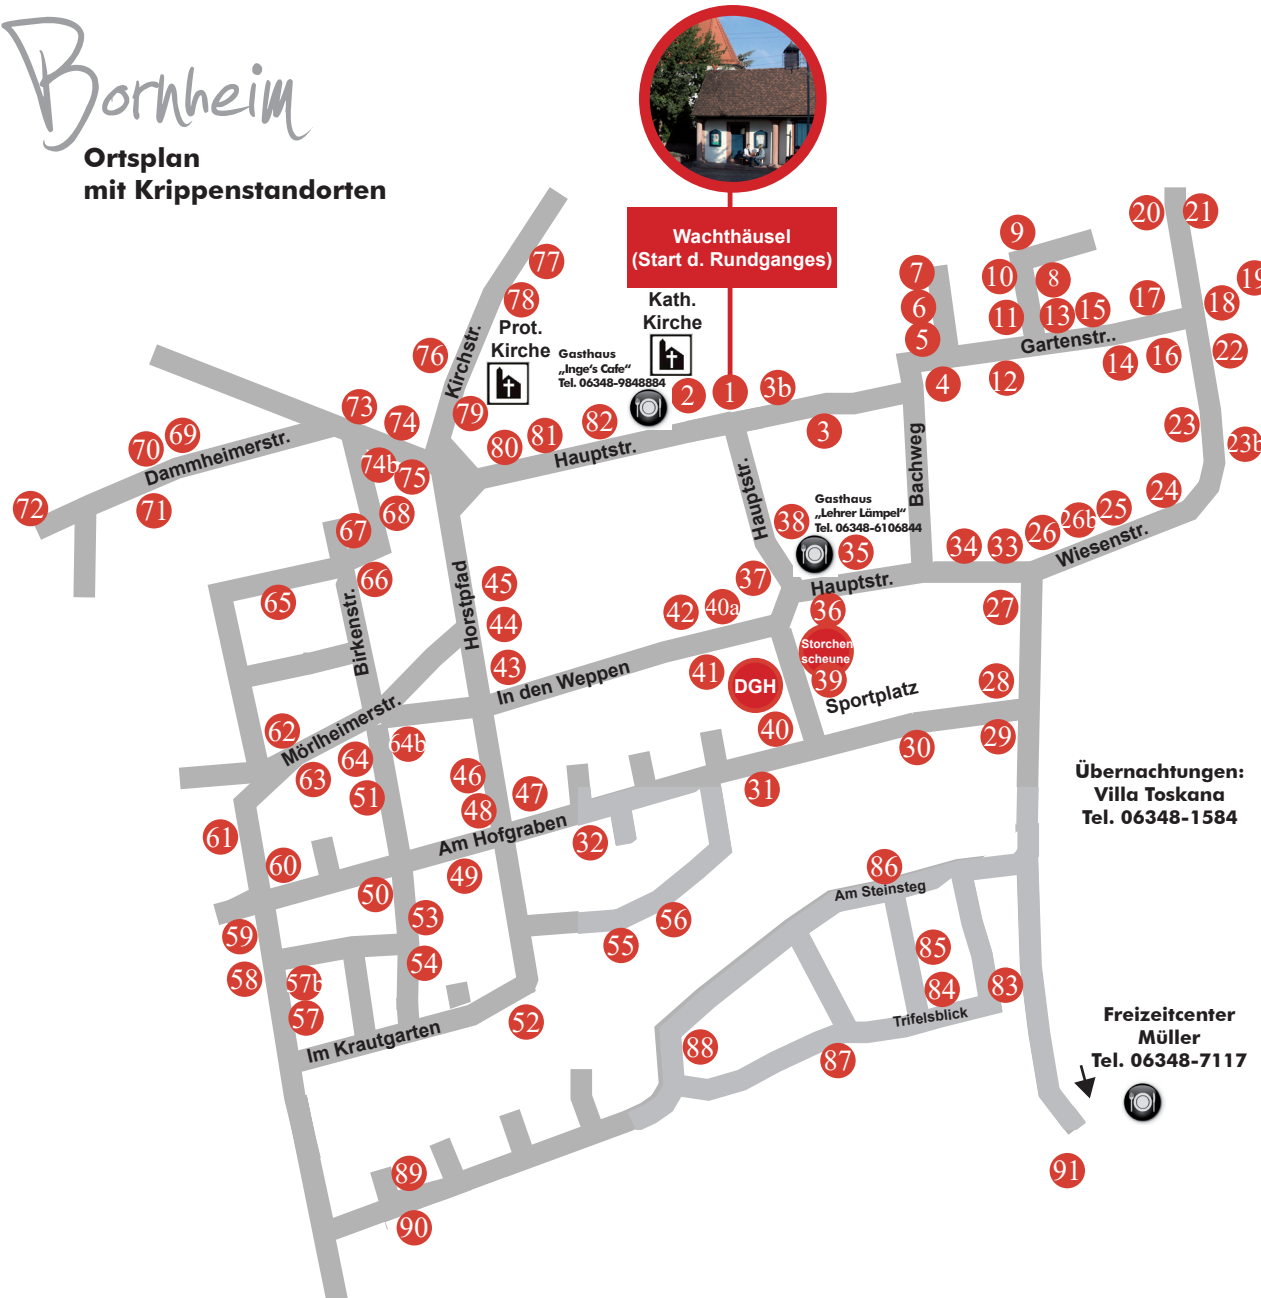 Bornheim
Ortsplan
mit Krippenstandorten
Wachthäusel
(Start d. Rundganges)
Kath.
Kirche
Prot.
Kirche
Gasthaus
„Inge's Cafe“
Tel. 06348-9848884
Gasthaus
„Lehrer Lämpel“
Tel. 06348-6106844
Kirchstr.
Hauptstr.
Dammheimerstr.
Hauptstr.
Bachweg
Gartenstr..
Wiesenstr.
Hauptstr.
Horstpfad
Birkenstr.
In den Weppen
Mörlheimerstr.
Storchen
scheune
DGH
Sportplatz
Am Hofgraben
Im Krautgarten
Am Steinsteg
Trifelsblick
Übernachtungen:
Villa Toskana
Tel. 06348-1584
Freizeitcenter
Müller
Tel. 06348-7117
1
2
3b
3
4
5
6
7
8
9
10
11
12
13
14
15
16
17
18
19
20
21
22
23
23b
24
25
26b
26
27
28
29
30
31
32
33
34
35
36
37
38
39
40
40a
41
42
43
44
45
46
47
48
49
50
51
52
53
54
55
56
57b
57
58
59
60
61
62
63
64
64b
65
66
67
68
69
70
71
72
73
74
74b
75
76
77
78
79
80
81
82
83
84
85
86
87
88
89
90
91